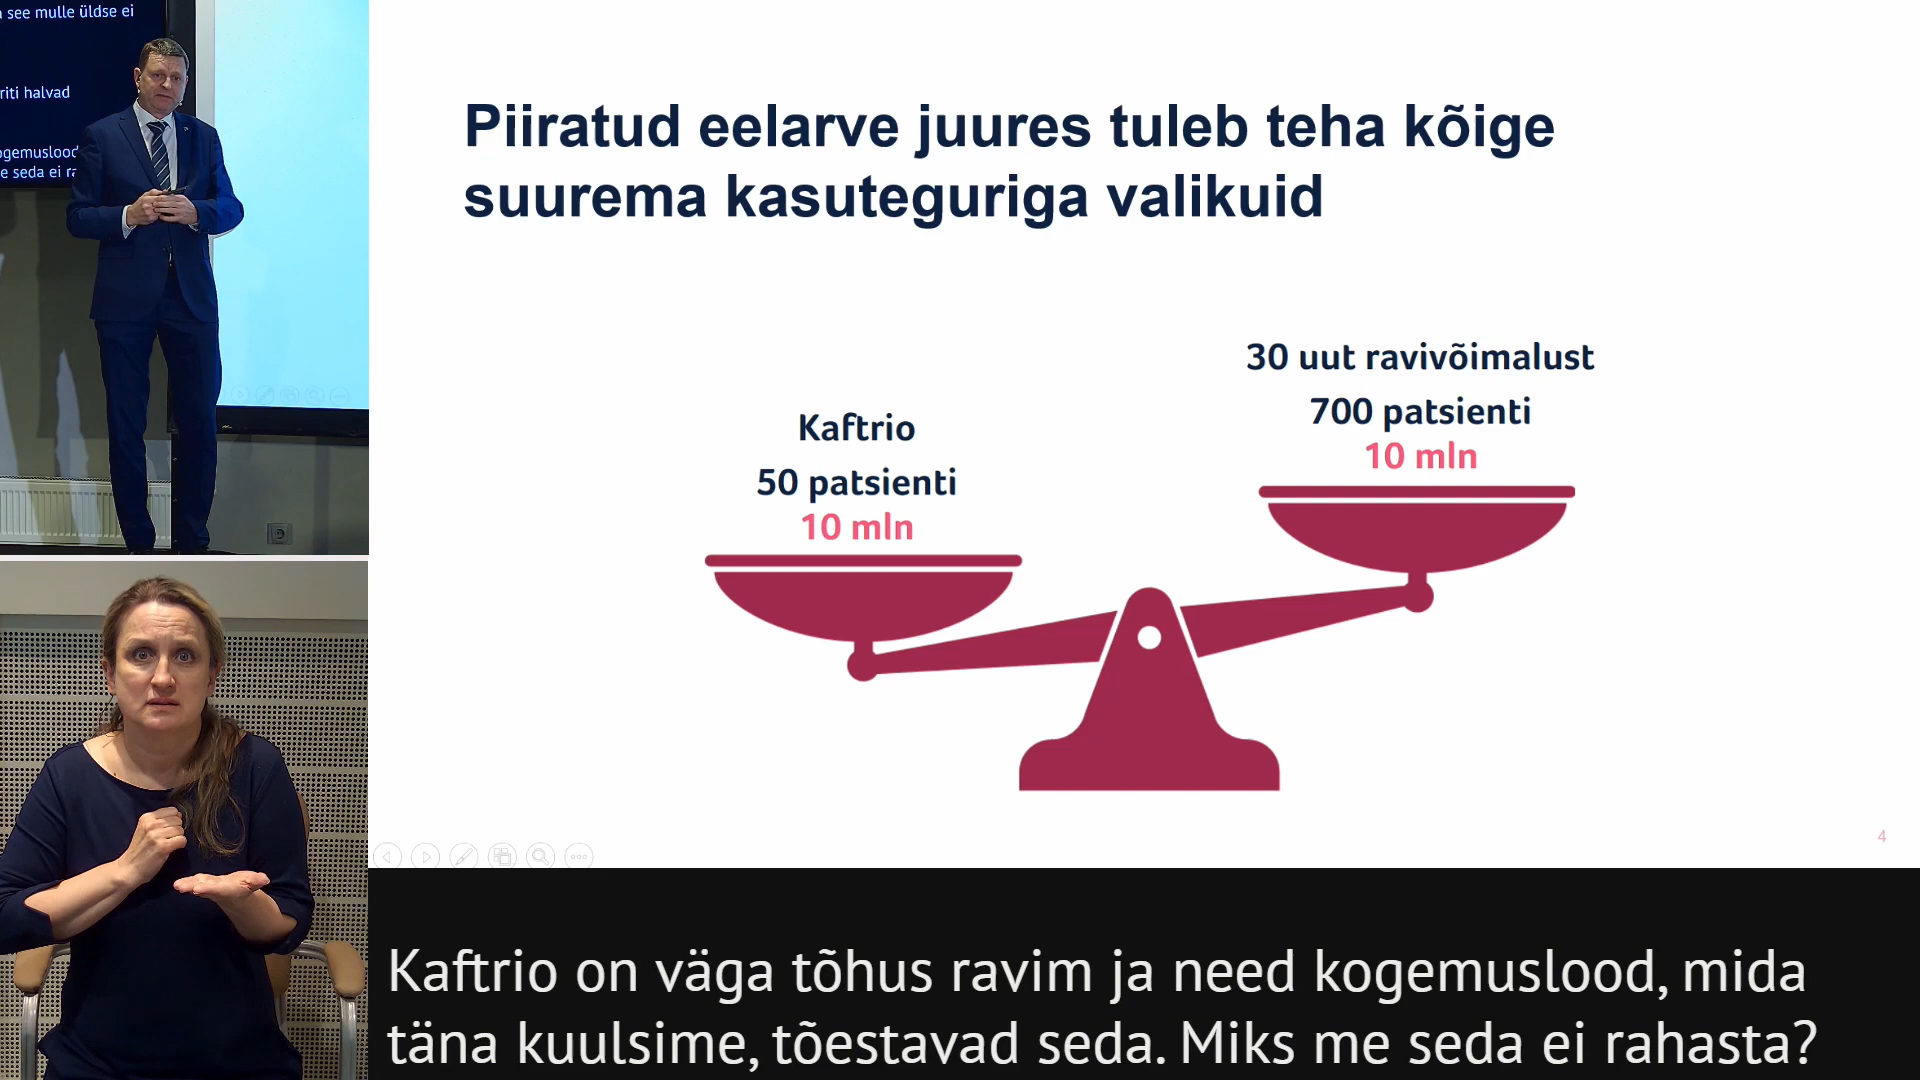 see mulle üldse ei
riti halvad
ogemuslood
e seda ei ra
Piiratud eelarve juures tuleb teha kõige
suurema kasuteguriga valikuid
Kaftrio
50 patsienti
10 mln
30 uut ravivõimalust
700 patsienti
10 mln
4
Kaftrio on väga tõhus ravim ja need kogemuslood, mida
täna kuulsime, tõestavad seda. Miks me seda ei rahasta?